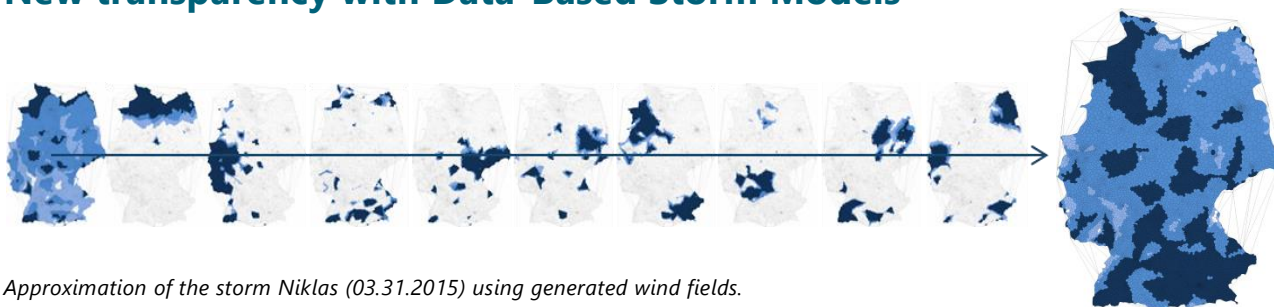 New transparency with Data-Based Storm Models
Approximation of the storm Niklas (03.31.2015) using generated wind fields.